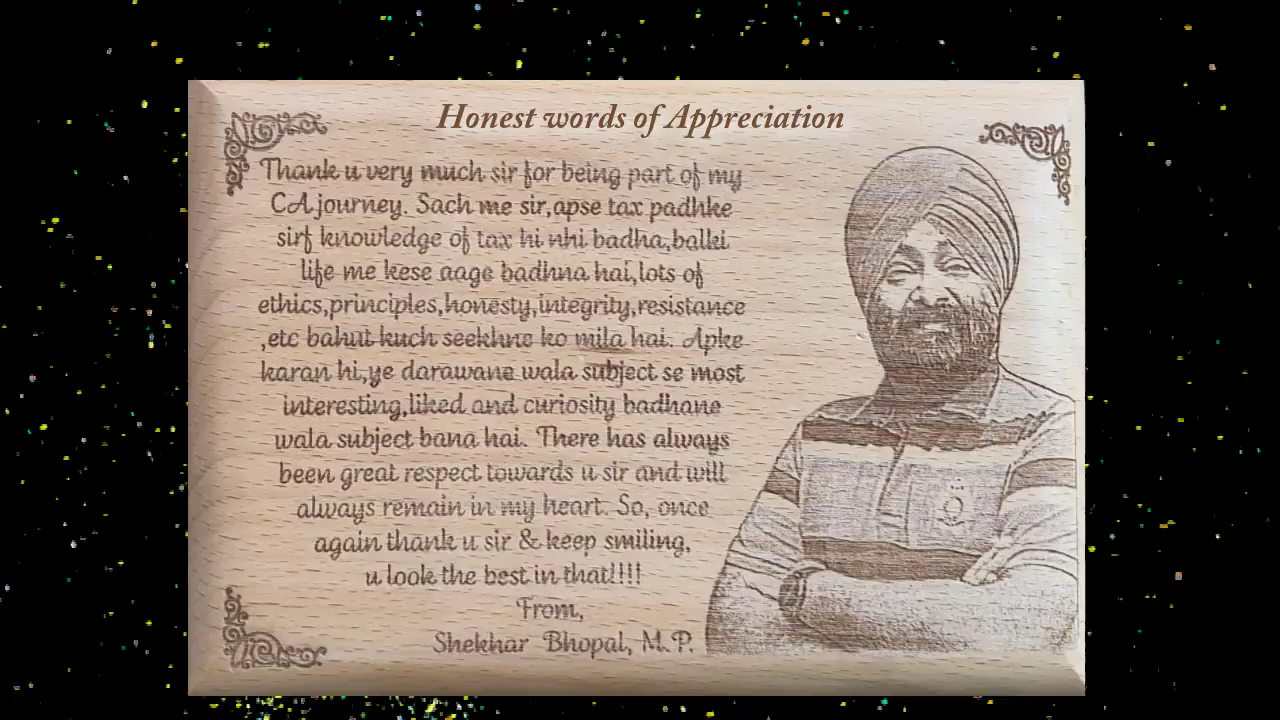 Honest words of Appreciation
Thank u very much sir for being part of my
CA journey. Sach me sir,apse tax padhke
sirf knowledge of tax hi nhi badha,balki
life me kese aage badhna hai,lots of
ethics,principles,honesty,integrity,resistance
,etc bahut kuch seekhne ko mila hai. Apke
karan hi,ye darawane wala subject se most
interesting,liked and curiosity badhane
wala subject bana hai. There has always
been great respect towards u sir and will
always remain in my heart. So, once
again thank u sir & keep smiling,
u look the best in that!!!!
From,
Shekhar Bhopal, M.P.